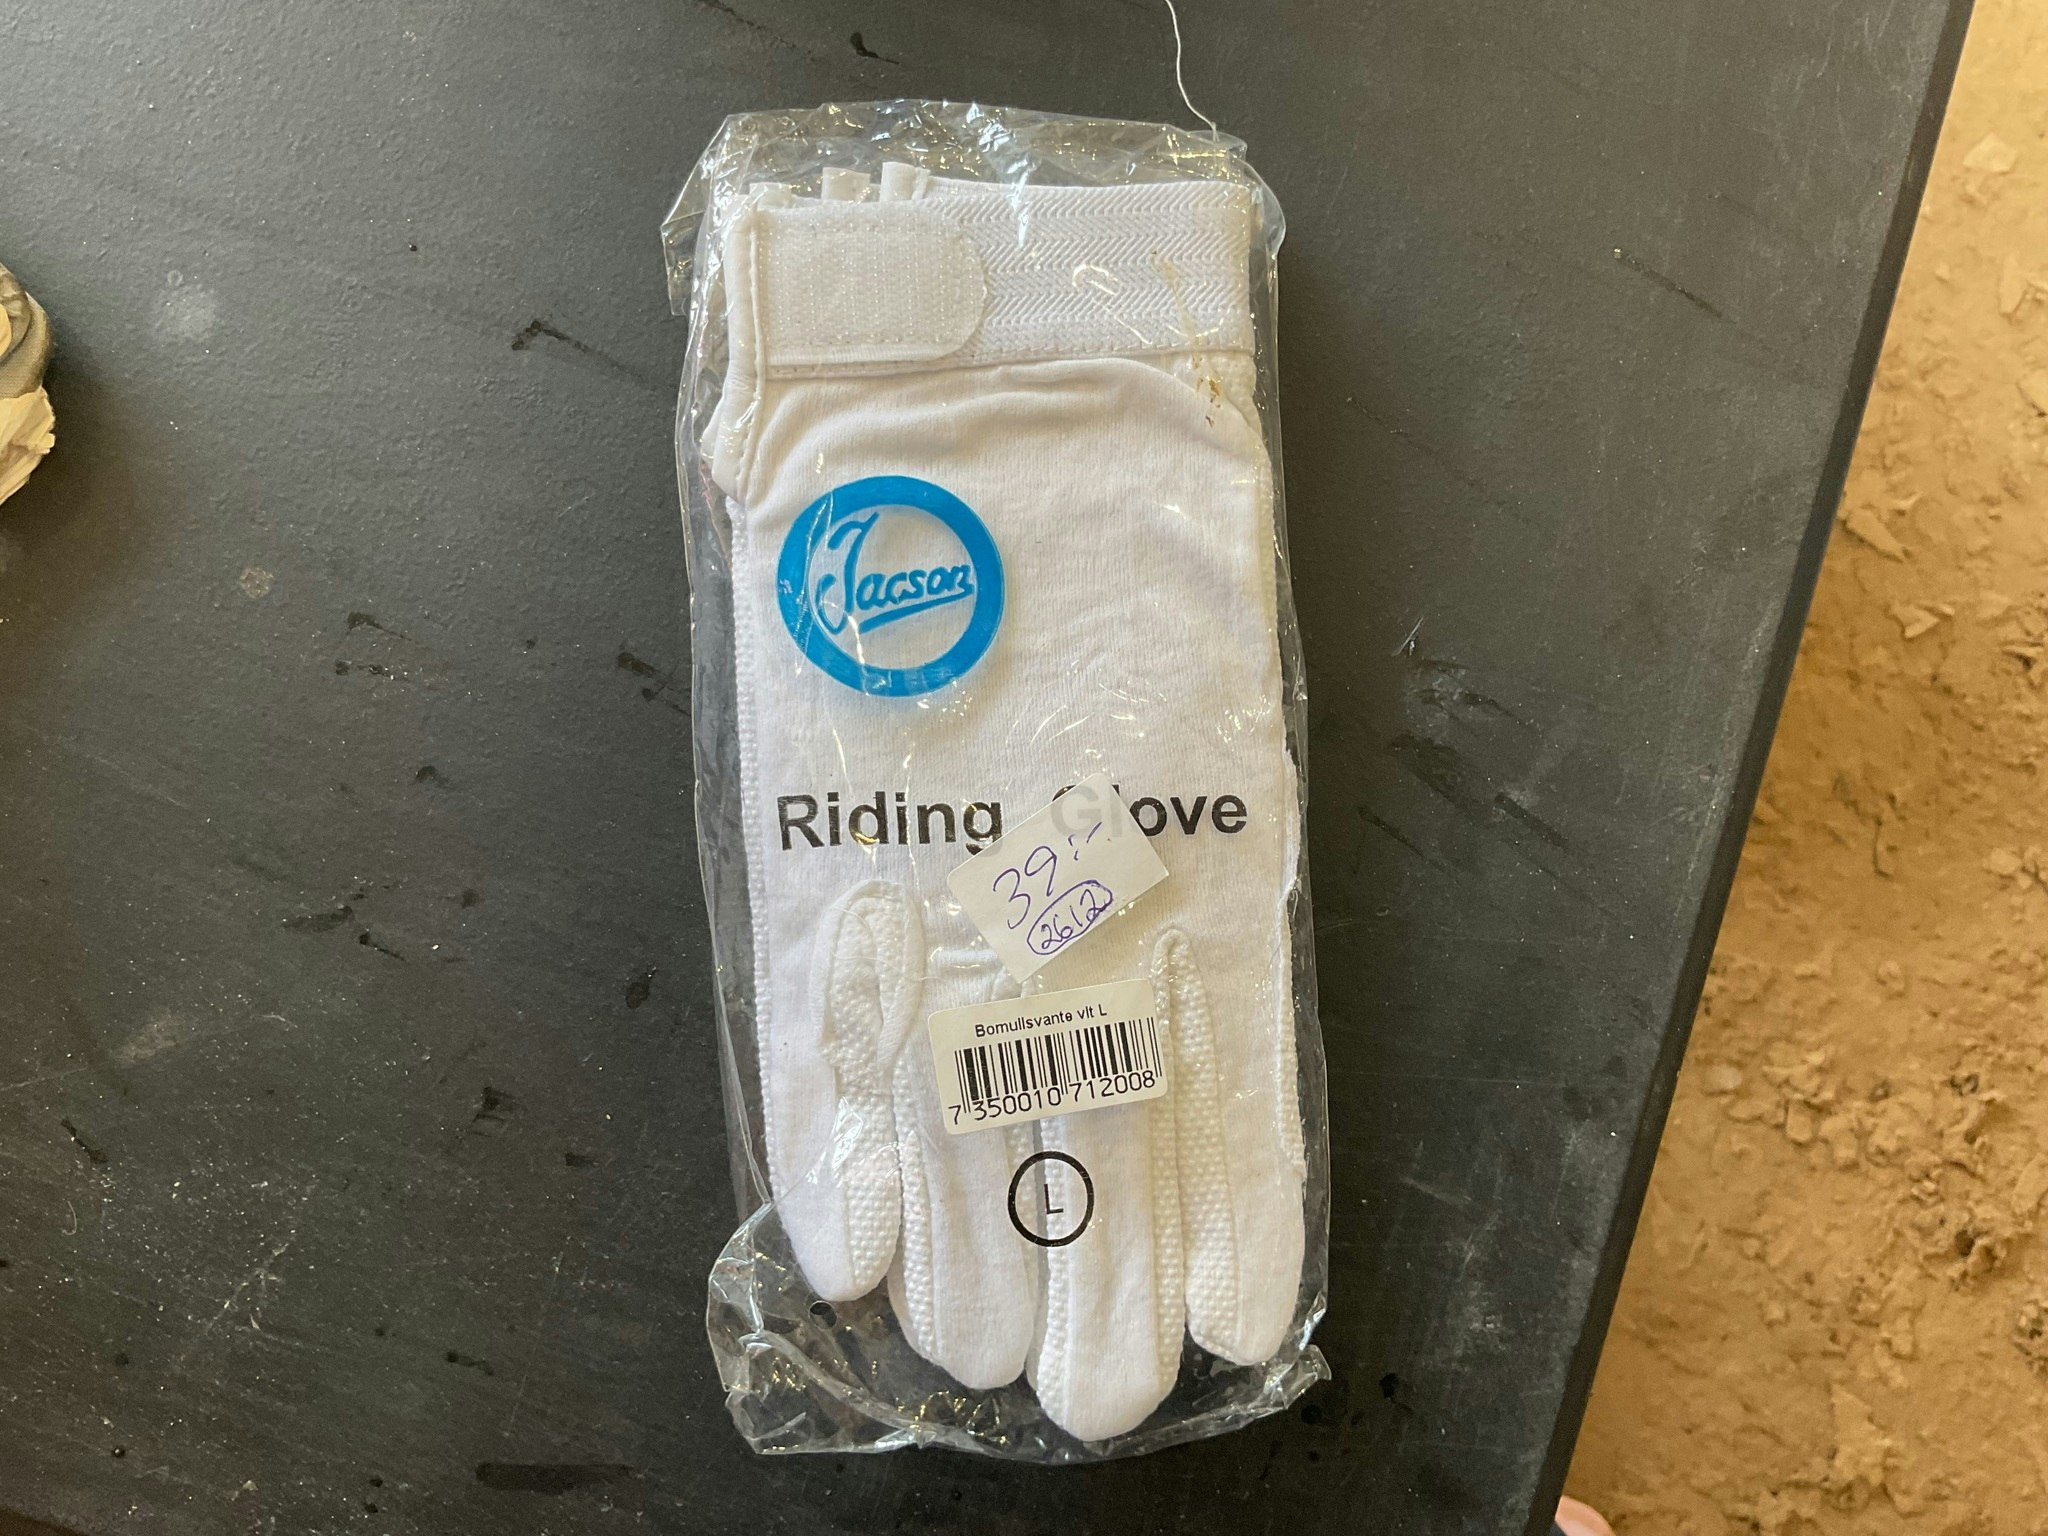 Jacson
Riding Glove
39:-
2612
Bomullsvante vit L
7 350010 712008
L